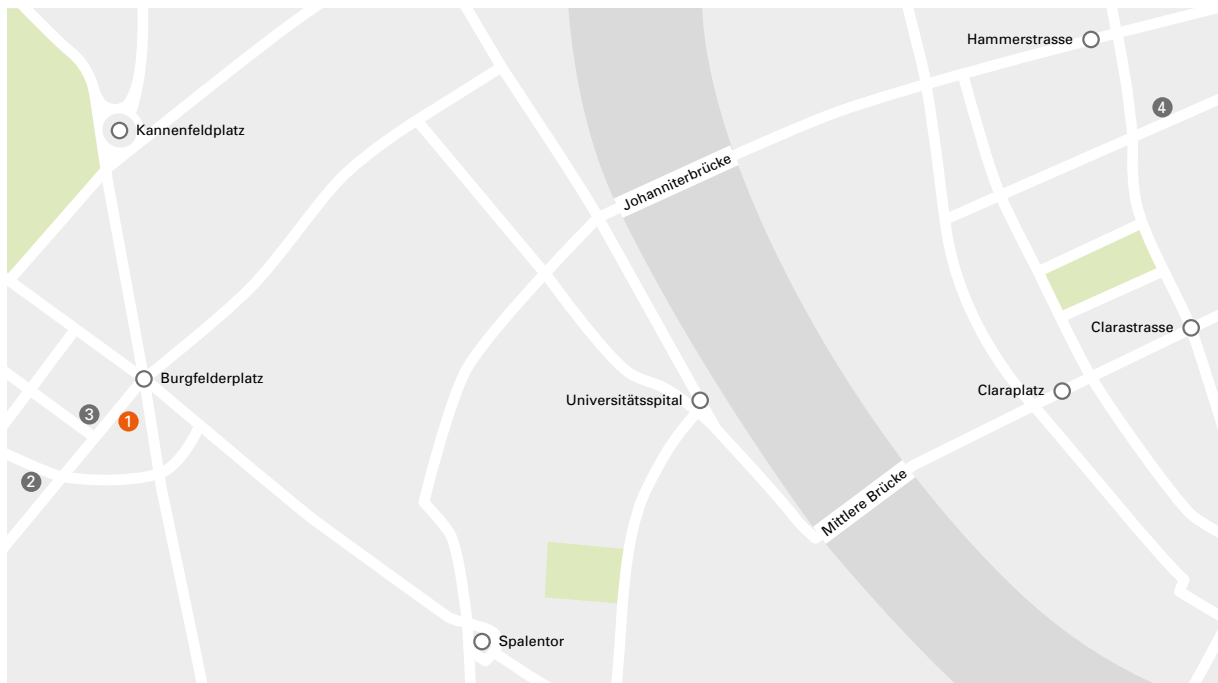 Hammerstrasse
4
Kannenfeldplatz
Johanniterbrücke
Clarastrasse
Burgfelderplatz
Claraplatz
Universitätsspital
3
1
2
Mittlere Brücke
Spalentor